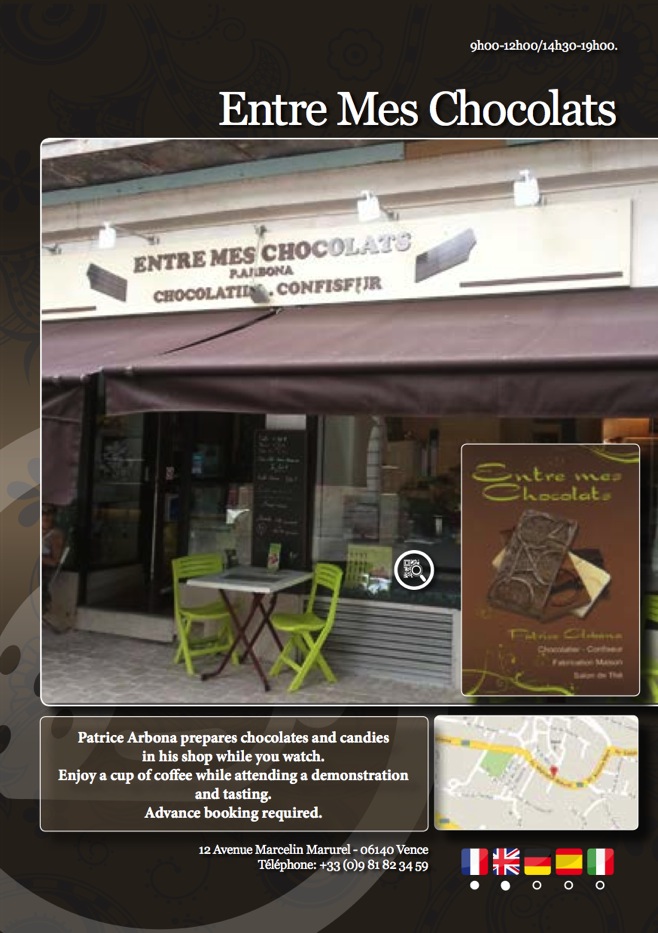 9h00-12h00/14h30-19h00.
Entre Mes Chocolats
ENTRE MES CHOCOLATS
P.ARBONA
CHOCOLATIER - CONFISEUR
Entre mes
Chocolats
Patrice Arbona
Chocolatier - Confiseur
Fabrication Maison
Salon de Thé
Patrice Arbona prepares chocolates and candies
in his shop while you watch.
Enjoy a cup of coffee while attending a demonstration
and tasting.
Advance booking required.
12 Avenue Marcelin Marurel - 06140 Vence
Téléphone: +33 (0)9 81 82 34 59